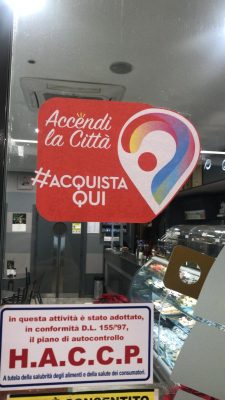 Accendi
la Città
#ACQUISTA
QUI
in questa attività è stato adottato,
in conformità D.L. 155/'97,
il piano di autocontrollo
H.A.C.C.P.
A tutela della salubrità degli alimenti e della salute dei consumatori.
CONSENTITO